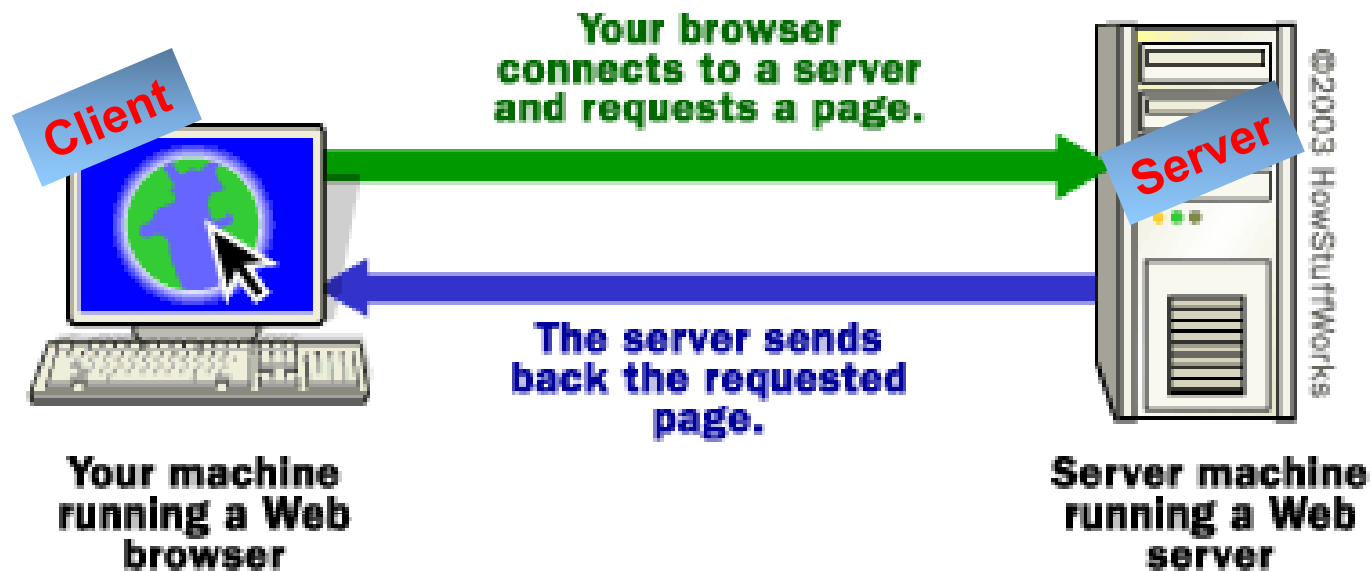 Your browser
connects to a server
and requests a page.
Client
Server
©2003 HowStuffWorks
The server sends
back the requested
page.
Your machine
running a Web
browser
Server machine
running a Web
server